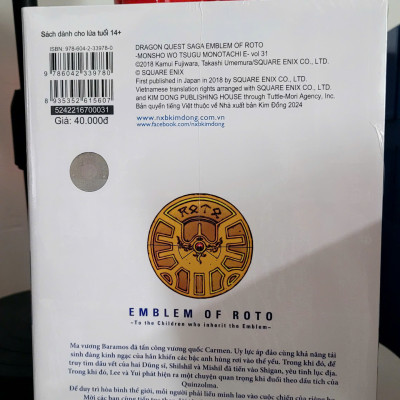 Sách dành cho lứa tuổi 14+
ISBN: 978-604-2-33978-0
9 786042 339780
8 935352 615607
5242216700031
Giá: 40.000đ
DRAGON QUEST SAGA EMBLEM OF ROTO
-MONSHO WO TSUGU MONOTACHI E- vol 31
©2018 Kamui Fujiwara, Takashi Umemura/SQUARE ENIX CO., LTD.
© SQUARE ENIX
First published in Japan in 2018 by SQUARE ENIX CO., LTD.
Vietnamese translation rights arranged with SQUARE ENIX CO., LTD.
and KIM DONG PUBLISHING HOUSE through Tuttle-Mori Agency, Inc.
Bản quyền tiếng Việt thuộc về Nhà xuất bản Kim Đồng 2024
www.nxbkimdong.com.vn
www.facebook.com/nxbkimdong
ROTO
EMBLEM OF ROTO
~To the Children who inherit the Emblem~
Ma vương Baramos đã tấn công vương quốc Carmen. Uy lực áp đảo cùng khả năng tái
sinh đáng kinh ngạc của hắn khiến các bậc anh hùng rơi vào thế hiểm nghèo. Trong khi đó, để
truy tìm dấu vết của hai Dũng sĩ, Shibhil và Mishil đã tiến vào Shigan, yêu tinh lục địa.
Trong khi đó, Lee và Yui phát hiện ra một chuyện quan trọng khi đuổi theo dấu tích của
Quinzolma.
Để duy trì hòa bình thế giới, mỗi người phải liều mình lao vào cuộc chiến của riêng họ.